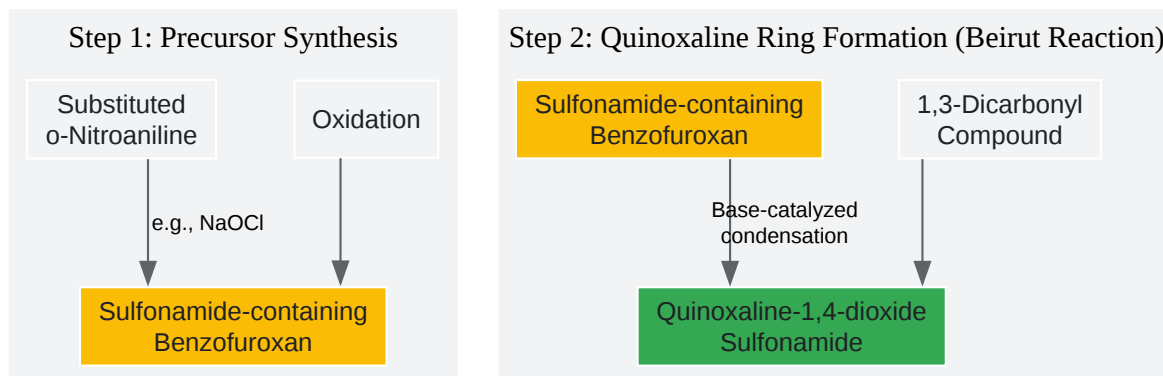 Step 1: Precursor Synthesis
Substituted
o-Nitroaniline
Oxidation
e.g., NaOCl
Sulfonamide-containing
Benzofuroxan
Step 2: Quinoxaline Ring Formation (Beirut Reaction)
Sulfonamide-containing
Benzofuroxan
1,3-Dicarbonyl
Compound
Base-catalyzed
condensation
Quinoxaline-1,4-dioxide
Sulfonamide